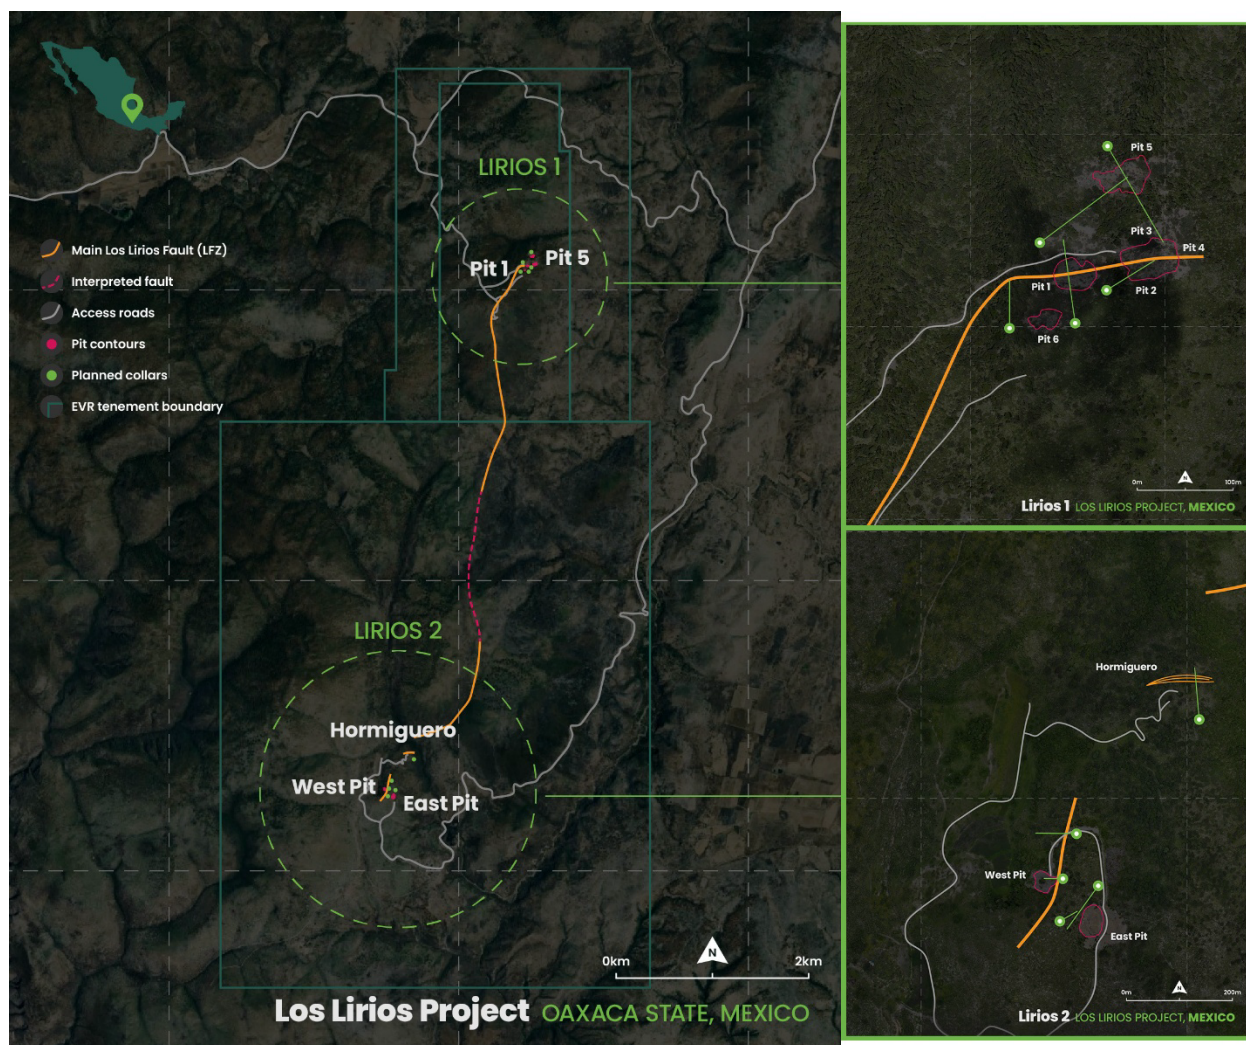 LIRIOS 1
Pit 1
Pit 5
Main Los Lirios Fault (LFZ)
Interpreted fault
Access roads
Pit contours
Planned collars
EVR tenement boundary
LIRIOS 2
Hormiguero
West Pit
East Pit
N
0km
2km
Los Lirios Project OAXACA STATE, MEXICO
Pit 5
Pit 3
Pit 4
Pit 1
Pit 2
Pit 6
N
0m
100m
Lirios 1 LOS LIRIOS PROJECT, MEXICO
Hormiguero
West Pit
East Pit
N
0m
200m
Lirios 2 LOS LIRIOS PROJECT, MEXICO